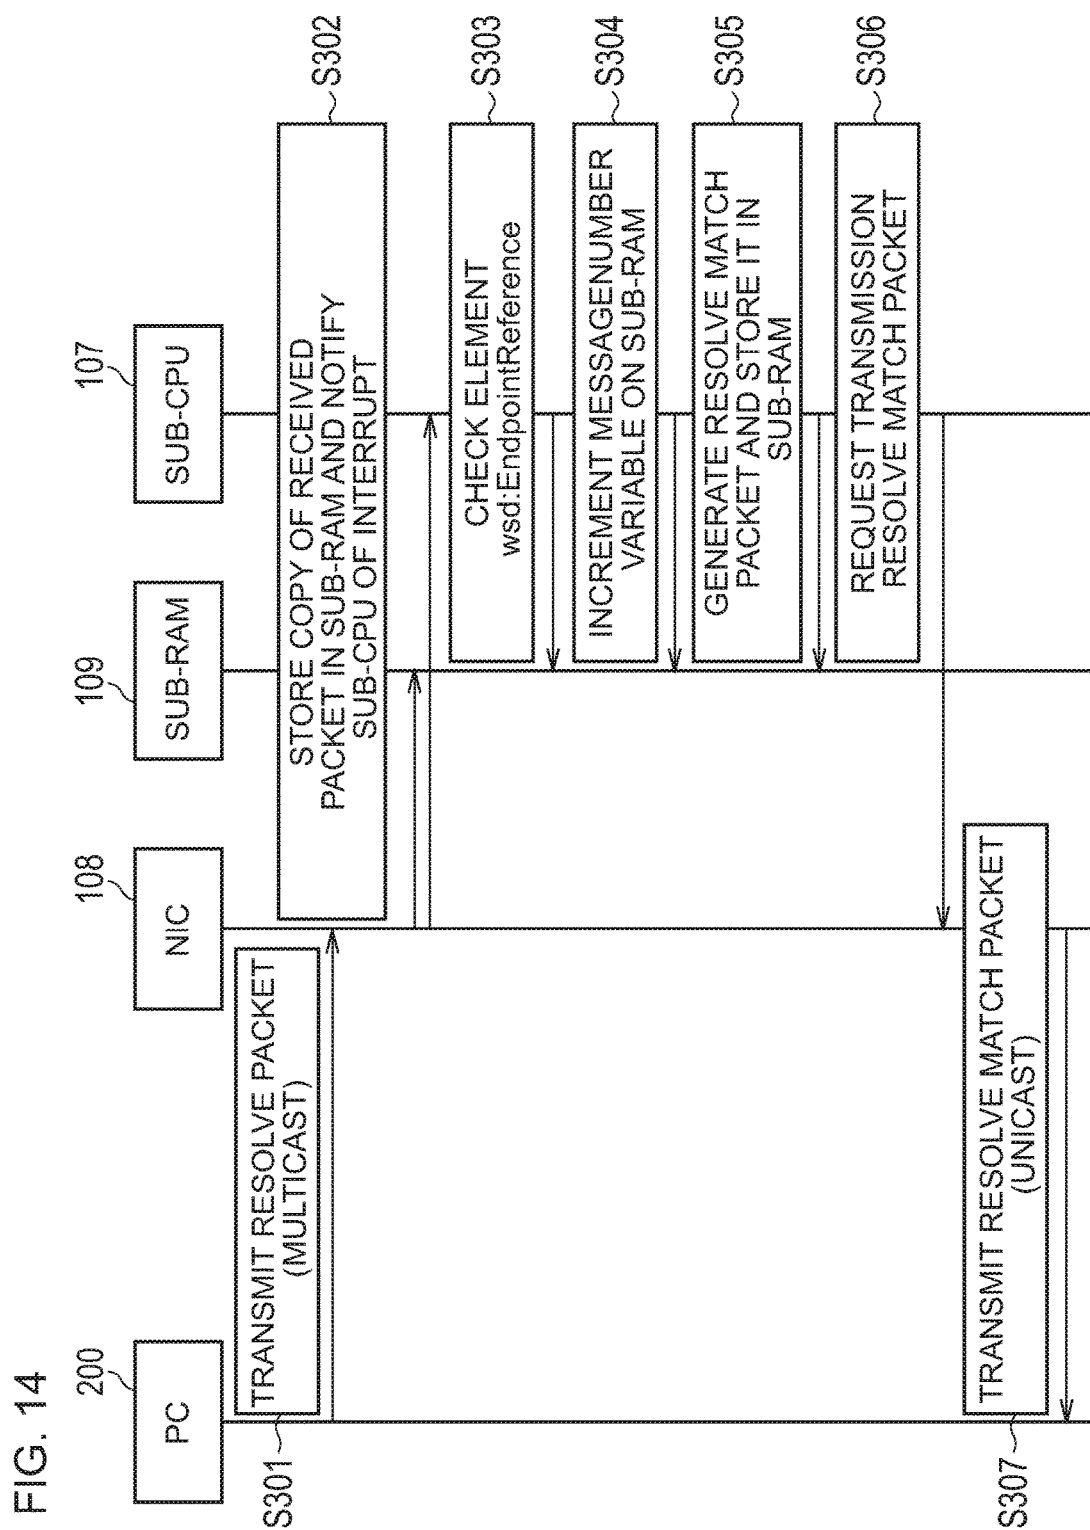 FIG. 14
200
PC
108
NIC
109
SUB-RAM
107
SUB-CPU
S301
TRANSMIT RESOLVE PACKET
(MULTICAST)
STORE COPY OF RECEIVED
PACKET IN SUB-RAM AND NOTIFY
SUB-CPU OF INTERRUPT
S302
CHECK ELEMENT
wsd:EndpointReference
S303
INCREMENT MESSAGENUMBER
VARIABLE ON SUB-RAM
S304
GENERATE RESOLVE MATCH
PACKET AND STORE IT IN
SUB-RAM
S305
REQUEST TRANSMISSION
RESOLVE MATCH PACKET
S306
S307
TRANSMIT RESOLVE MATCH PACKET
(UNICAST)